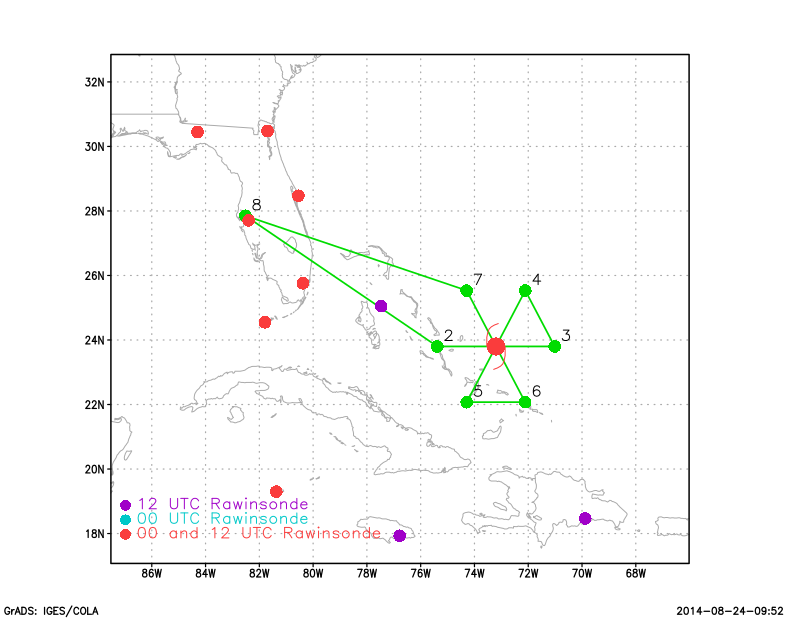 32N
30N
8
28N
26N
7 4
24N
2 3
22N
5 6
20N
12 UTC Rawinsonde
00 UTC Rawinsonde
00 and 12 UTC Rawinsonde
18N
86W 84W 82W 80W 78W 76W 74W 72W 70W 68W
GrADS: IGES/COLA 2014-08-24-09:52